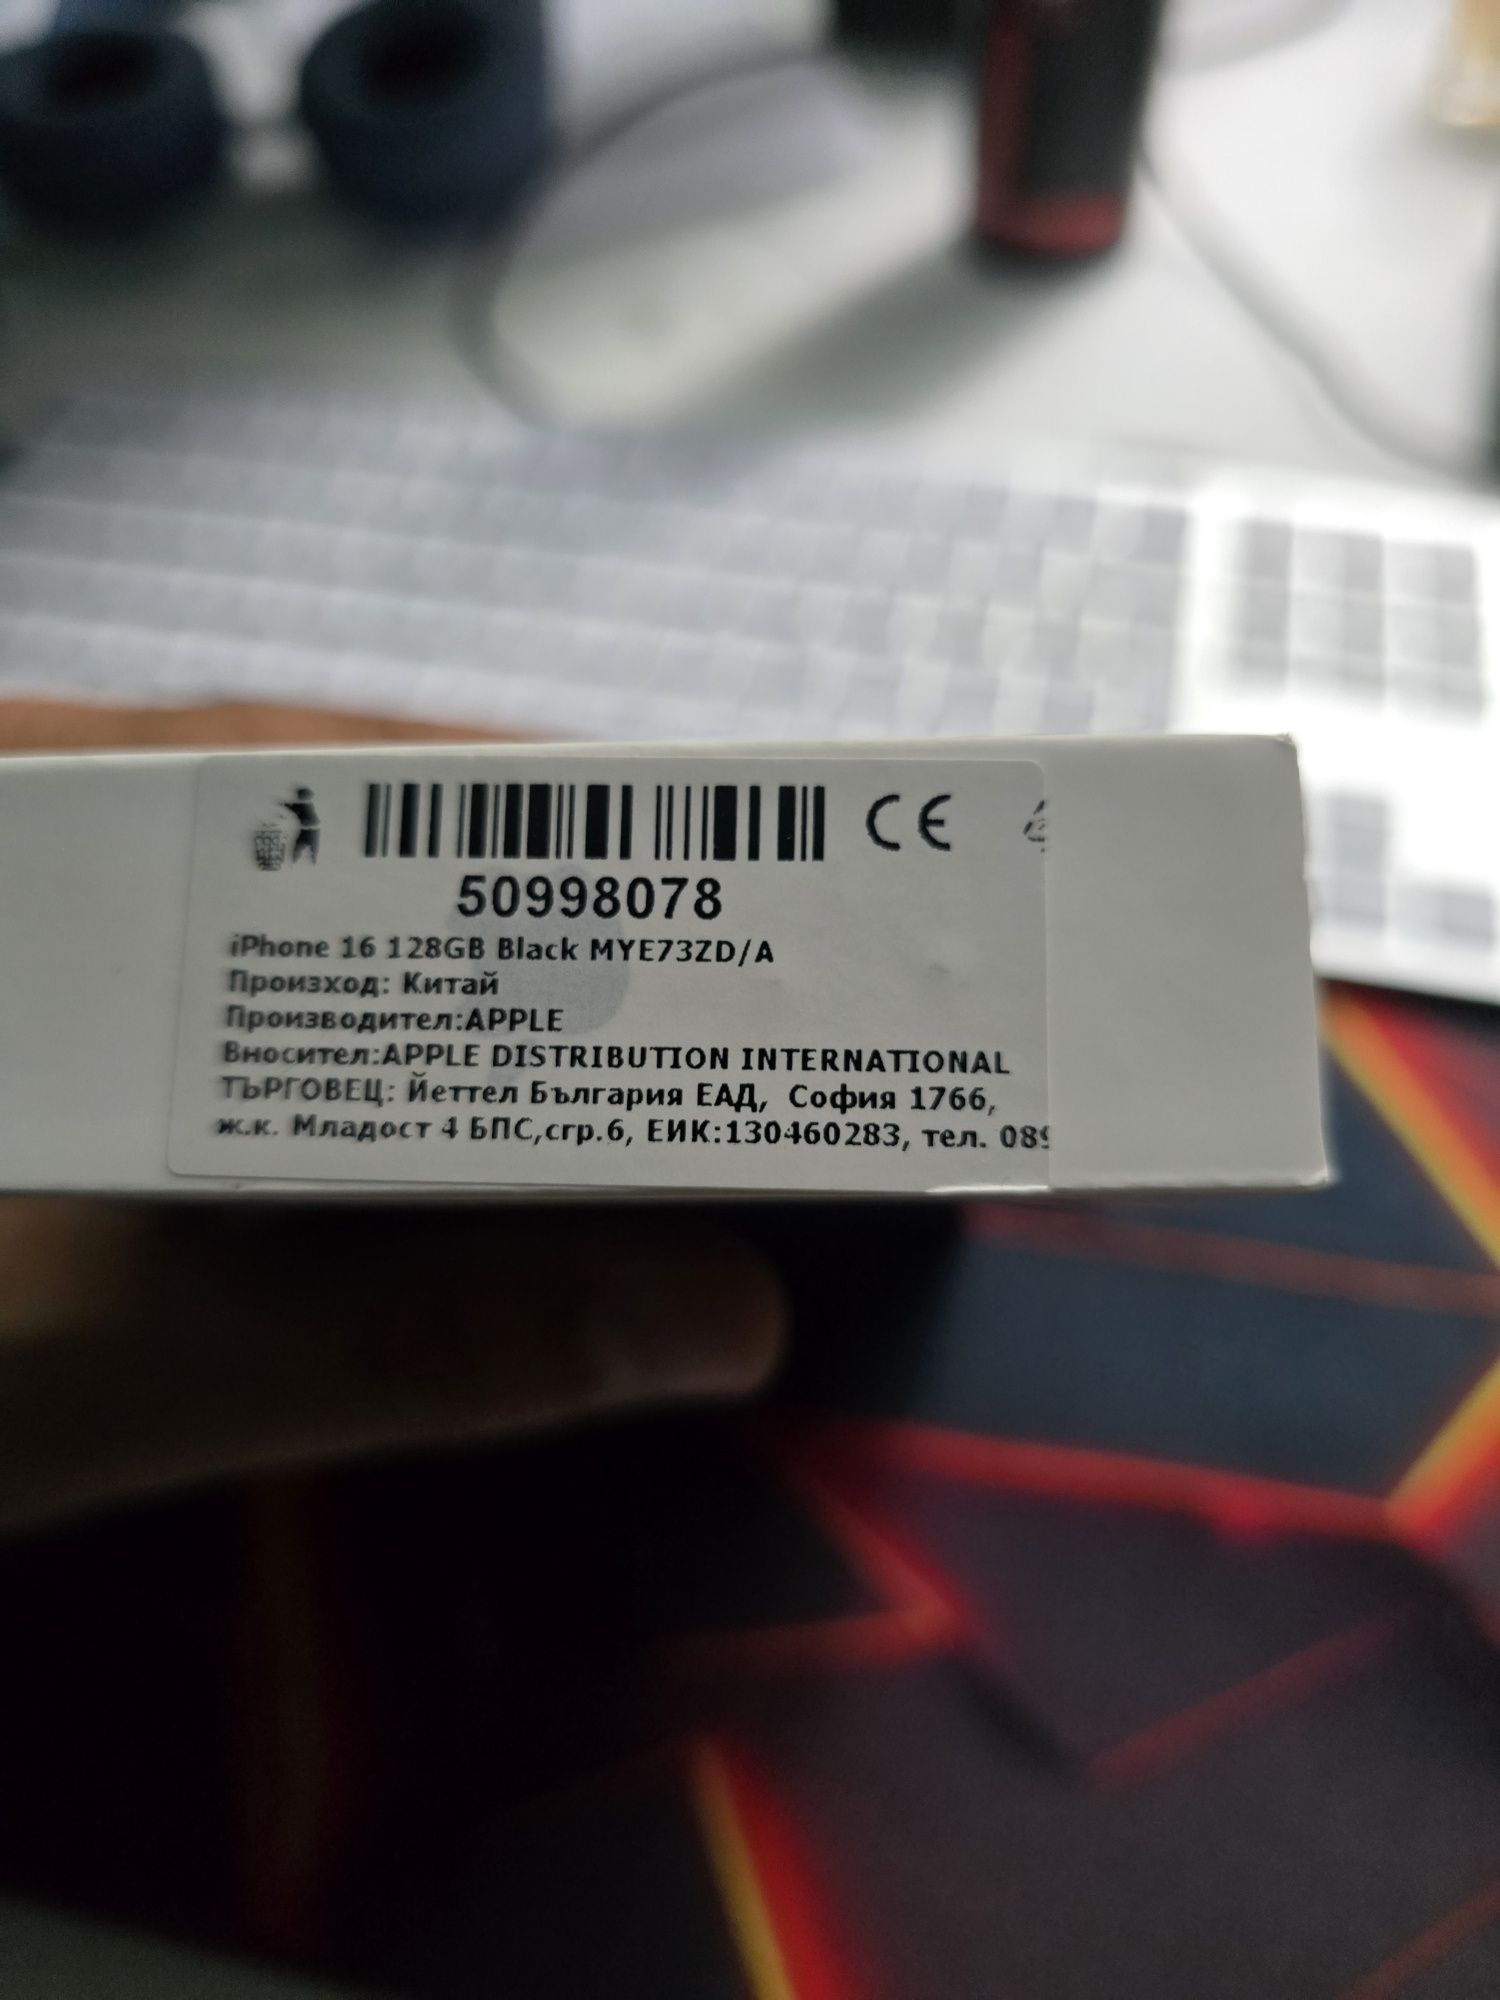 CE
50998078
iPhone 16 128GB Black MYE73ZD/A
Произход: Китай
Производител:APPLE
Вносител:APPLE DISTRIBUTION INTERNATIONAL
ТЪРГОВЕЦ: Йеттел България ЕАД, София 1766,
ж.к. Младост 4 БПС,сгр.6, ЕИК:130460283, тел. 089